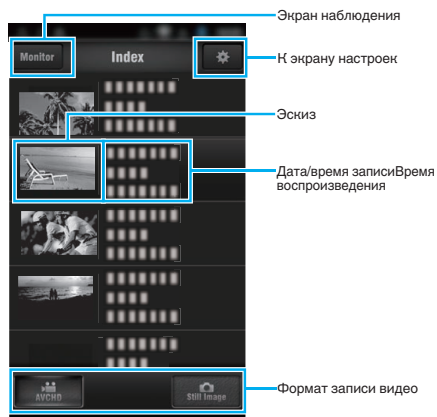 Экран наблюдения
Monitor
Index
К экрану настроек
Эскиз
Дата/время записиВремя
воспроизведения
AVCHD
Still Image
Формат записи видео